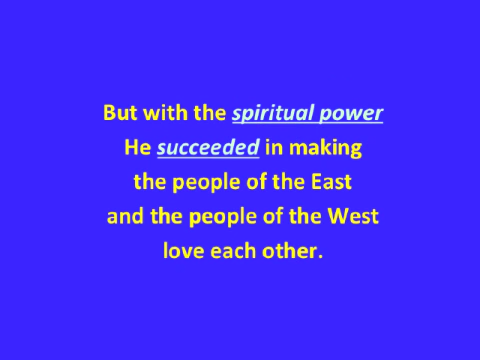 But with the spiritual power
He succeeded in making
the people of the East
and the people of the West
love each other.